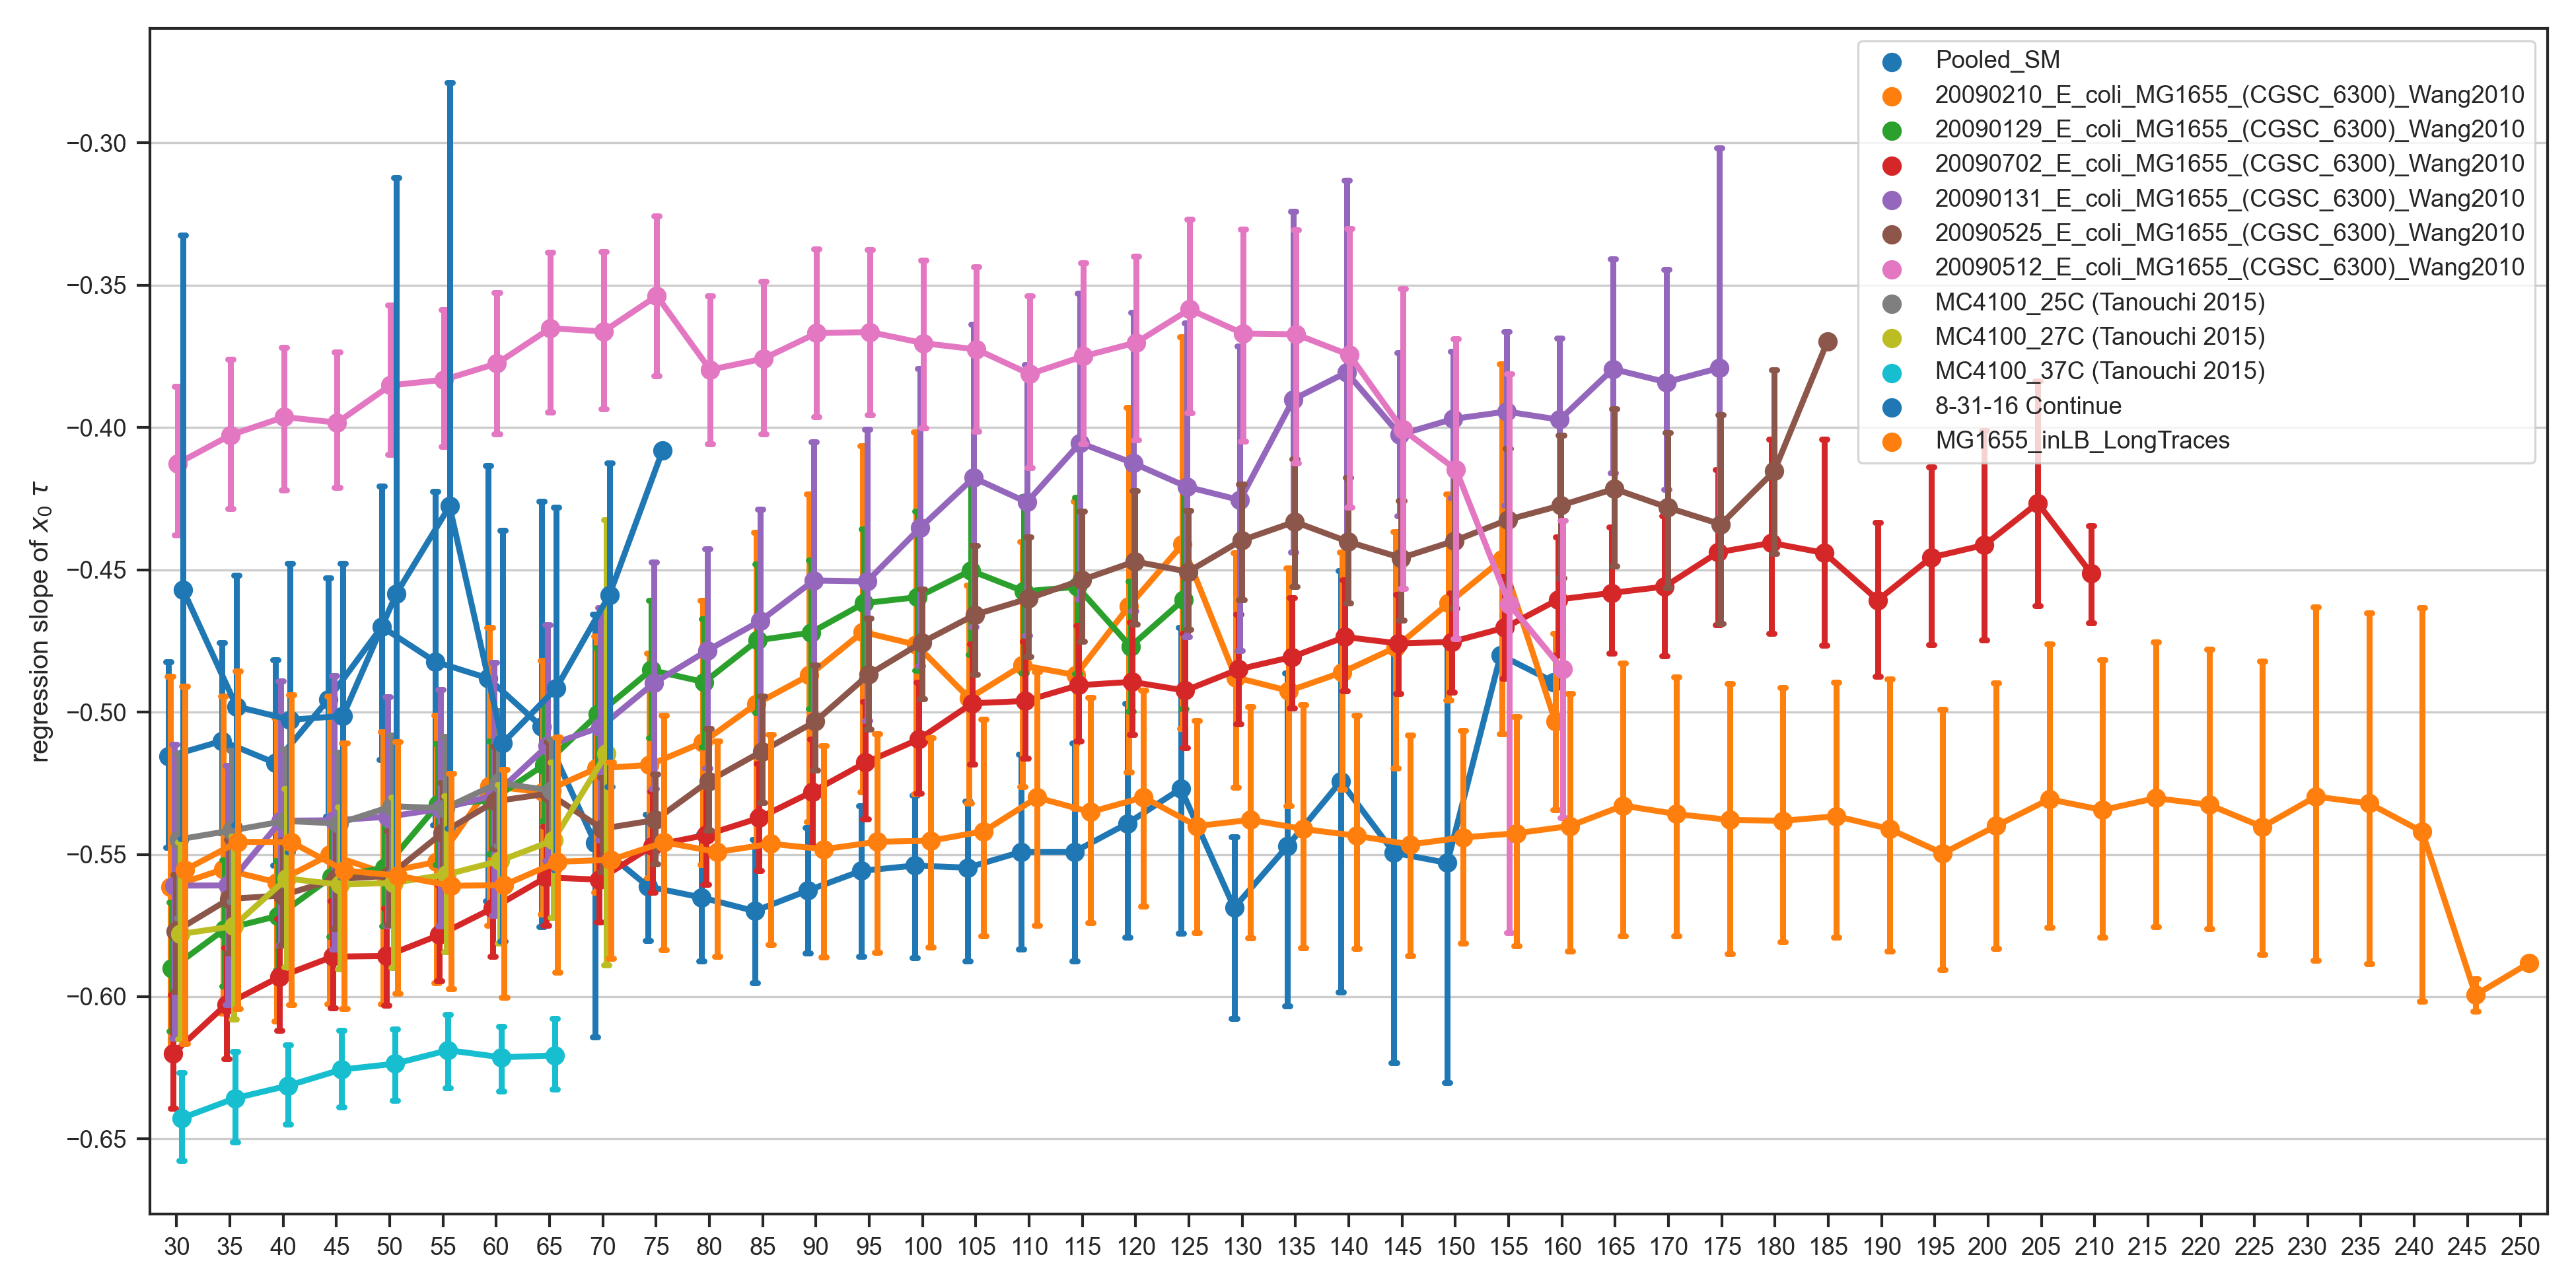 Pooled_SM
20090210_E_coli_MG1655_(CGSC_6300)_Wang2010
20090129_E_coli_MG1655_(CGSC_6300)_Wang2010
20090702_E_coli_MG1655_(CGSC_6300)_Wang2010
20090131_E_coli_MG1655_(CGSC_6300)_Wang2010
20090525_E_coli_MG1655_(CGSC_6300)_Wang2010
20090512_E_coli_MG1655_(CGSC_6300)_Wang2010
MC4100_25C (Tanouchi 2015)
MC4100_27C (Tanouchi 2015)
MC4100_37C (Tanouchi 2015)
8-31-16 Continue
MG1655_inLB_LongTraces
regression slope of x₀ τ
−0.30
−0.35
−0.40
−0.45
−0.50
−0.55
−0.60
−0.65
30 35 40 45 50 55 60 65 70 75 80 85 90 95 100 105 110 115 120 125 130 135 140 145 150 155 160 165 170 175 180 185 190 195 200 205 210 215 220 225 230 235 240 245 250